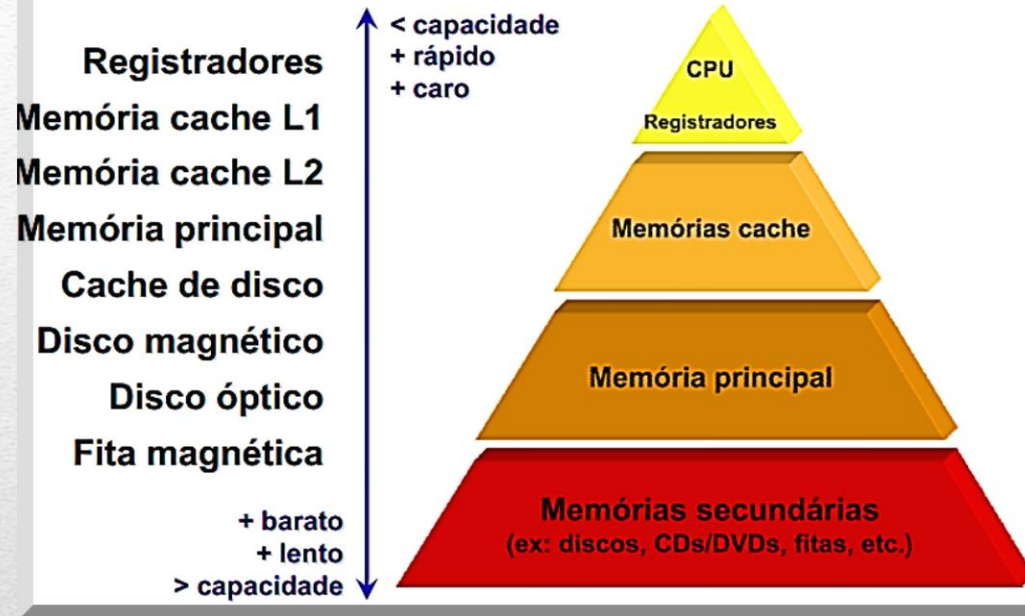 Registradores
Memória cache L1
Memória cache L2
Memória principal
Cache de disco
Disco magnético
Disco óptico
Fita magnética
< capacidade
+ rápido
+ caro
+ barato
+ lento
> capacidade
CPU
Registradores
Memórias cache
Memória principal
Memórias secundárias
(ex: discos, CDs/DVDs, fitas, etc.)